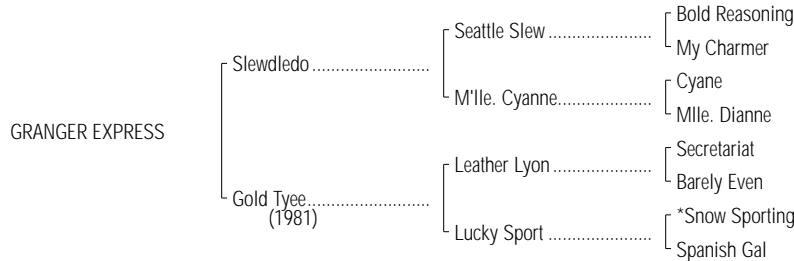 Bold Reasoning
Seattle Slew ......................
My Charmer
Slewdledo .........................
Cyane
M'lle. Cyanne....................
Mlle. Dianne
GRANGER EXPRESS
Secretariat
Leather Lyon .....................
Barely Even
Gold Tyee..........................
(1981)
*Snow Sporting
Lucky Sport ......................
Spanish Gal